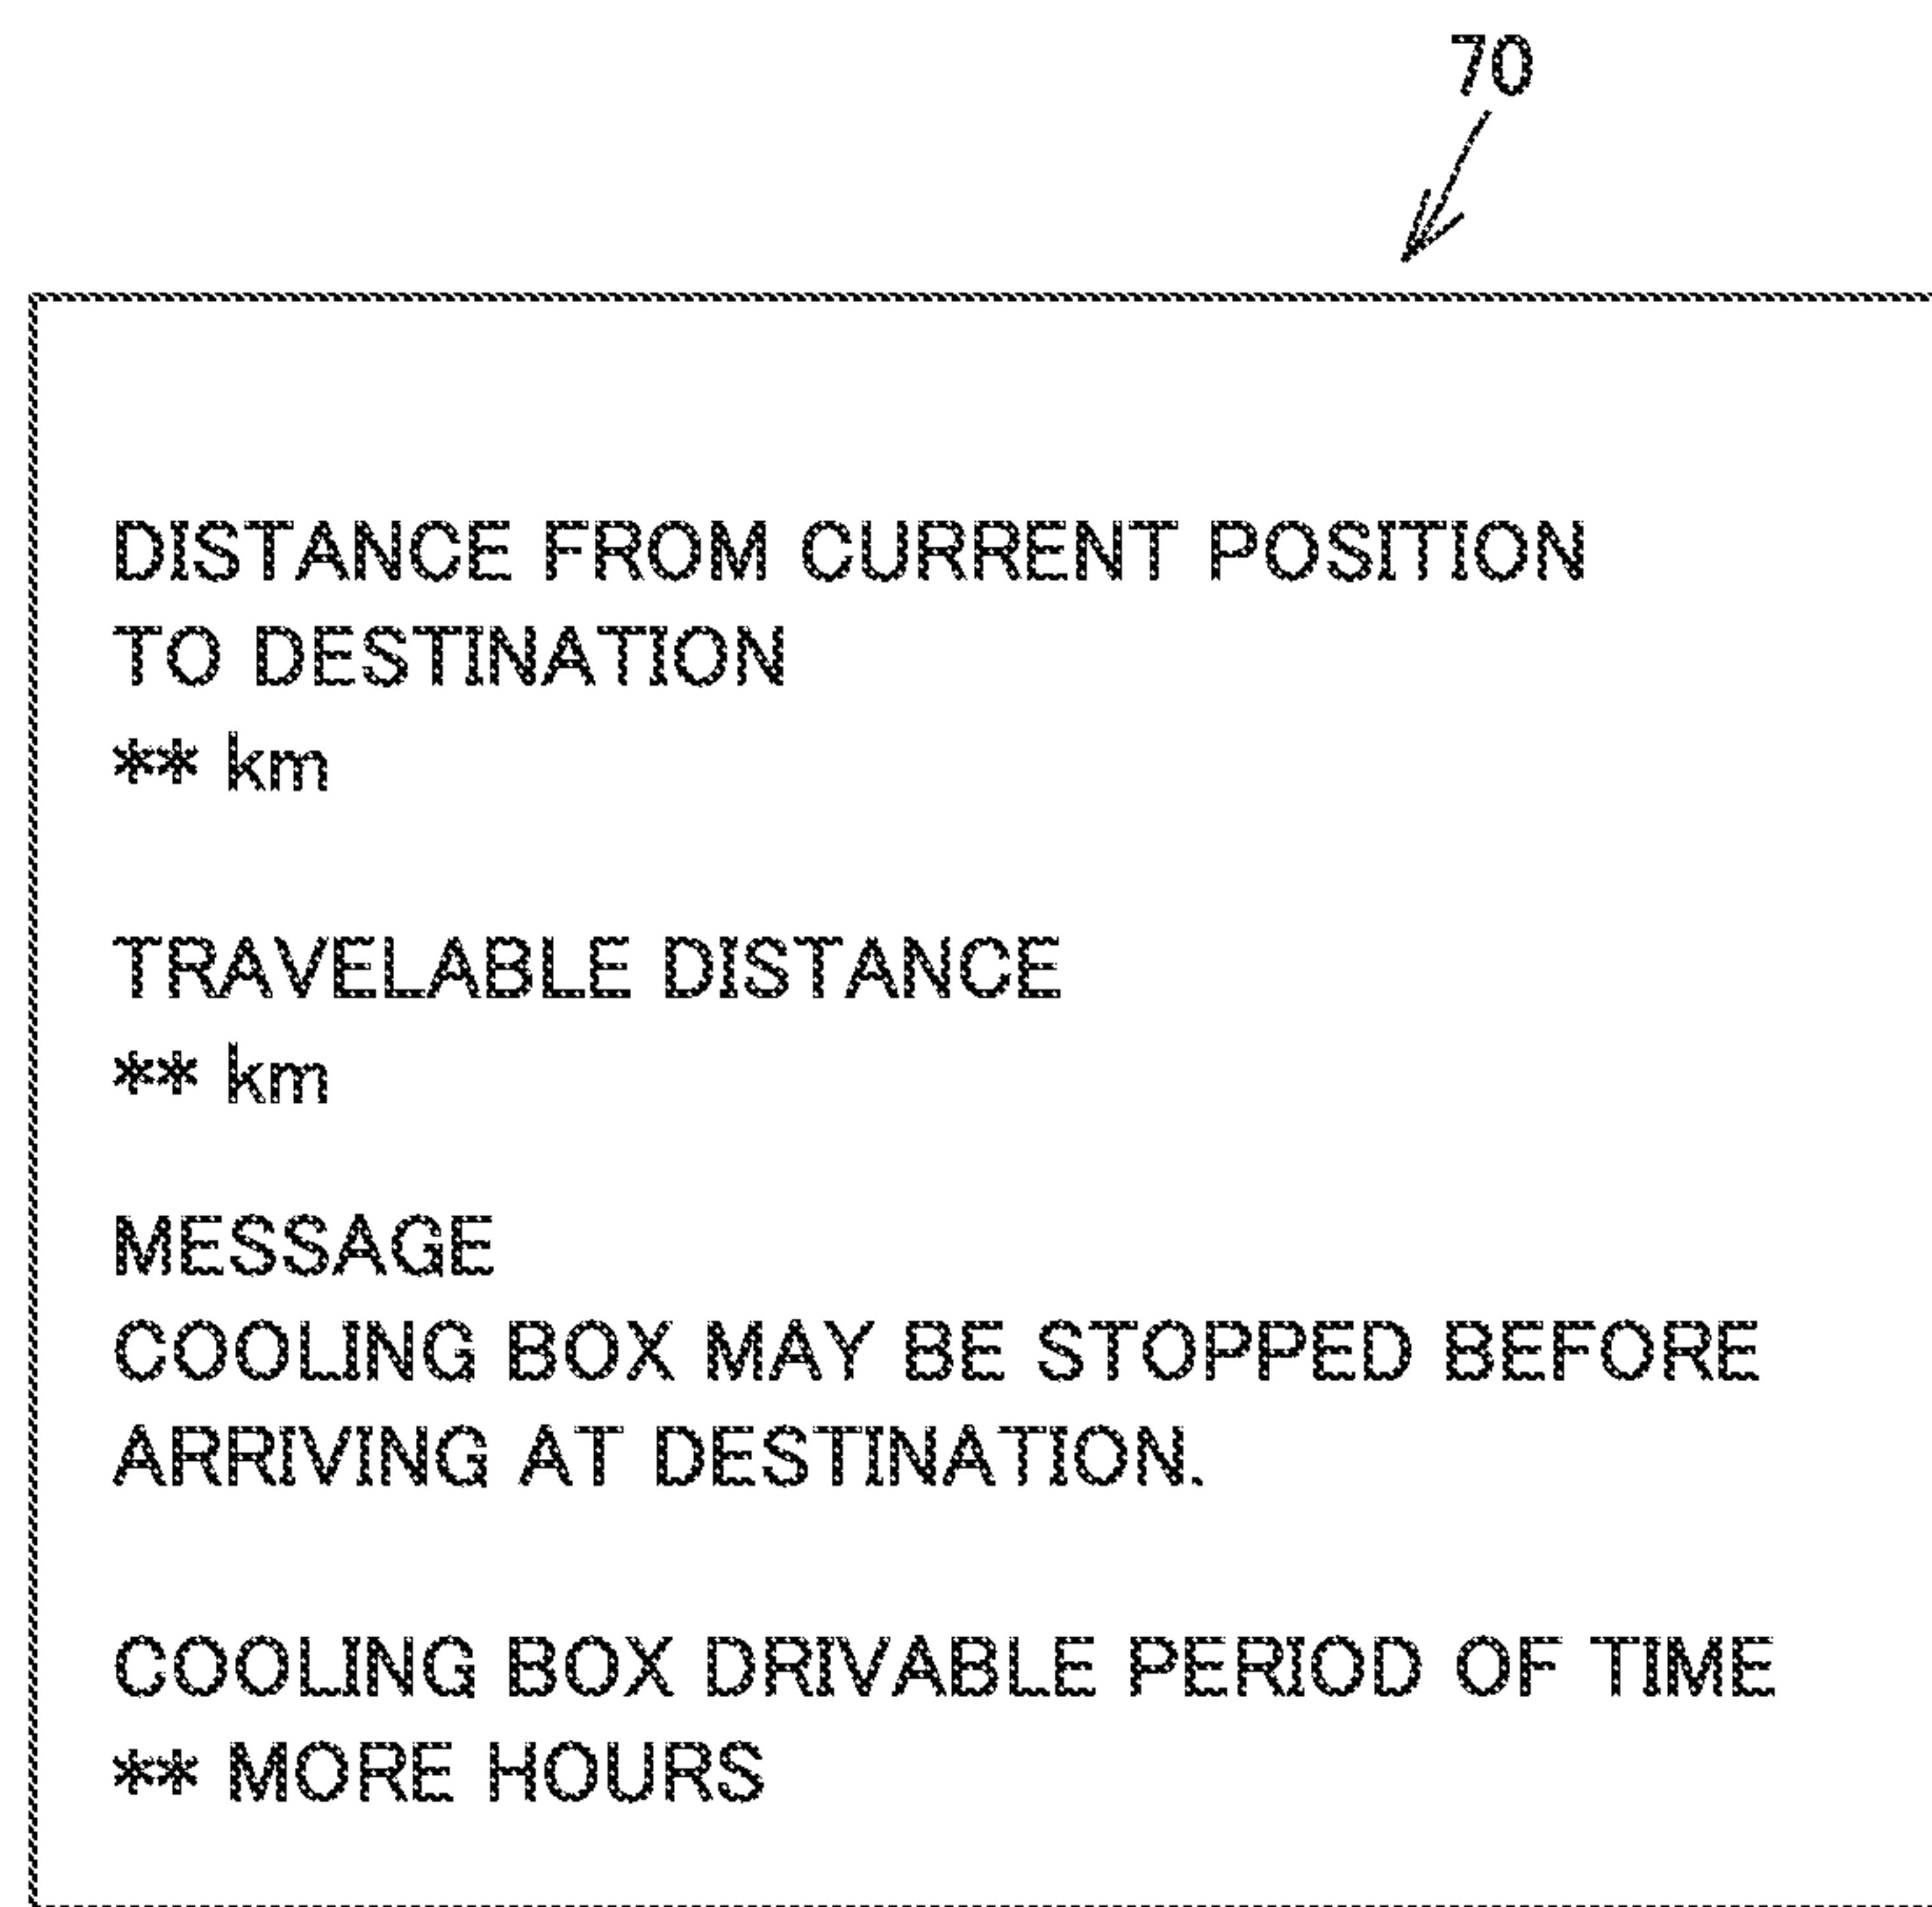 70
DISTANCE FROM CURRENT POSITION
TO DESTINATION
** km
TRAVELABLE DISTANCE
** km
MESSAGE
COOLING BOX MAY BE STOPPED BEFORE
ARRIVING AT DESTINATION.
COOLING BOX DRIVABLE PERIOD OF TIME
** MORE HOURS